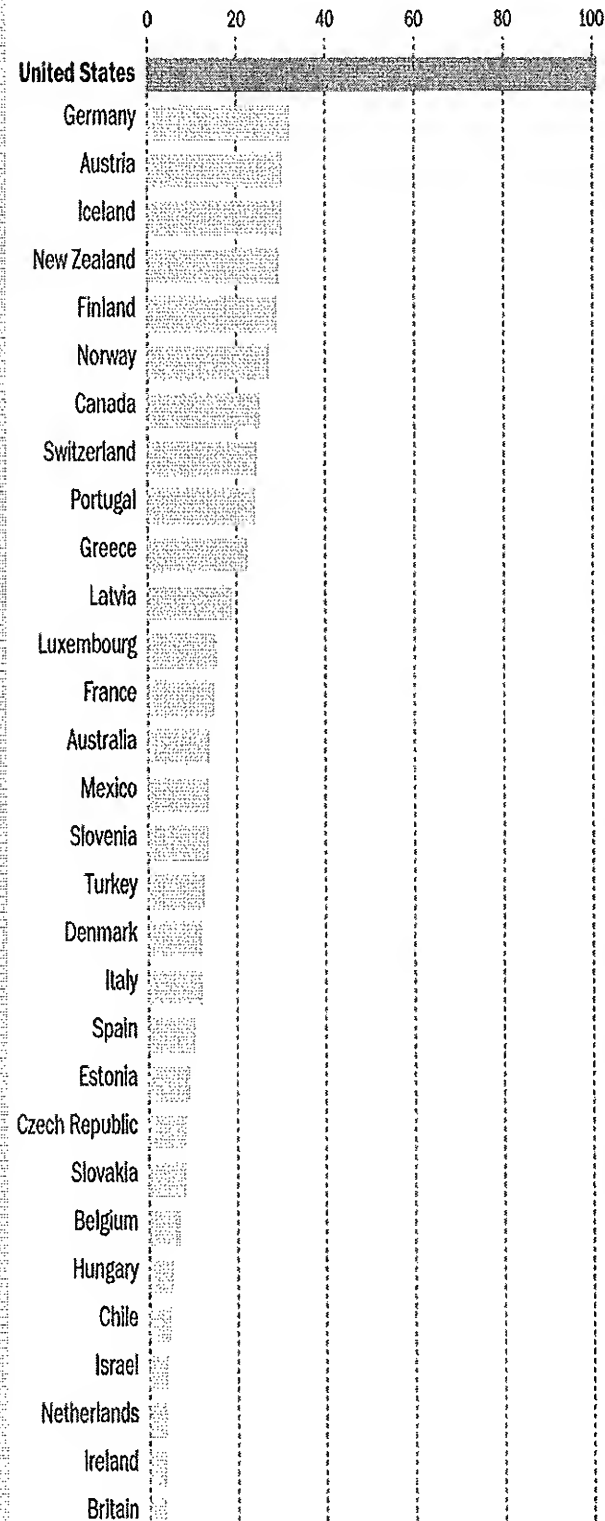 0 20 40 60 80 100
United States
Germany
Austria
Iceland
New Zealand
Finland
Norway
Canada
Switzerland
Portugal
Greece
Latvia
Luxembourg
France
Australia
Mexico
Slovenia
Turkey
Denmark
Italy
Spain
Estonia
Czech Republic
Slovakia
Belgium
Hungary
Chile
Israel
Netherlands
Ireland
Britain